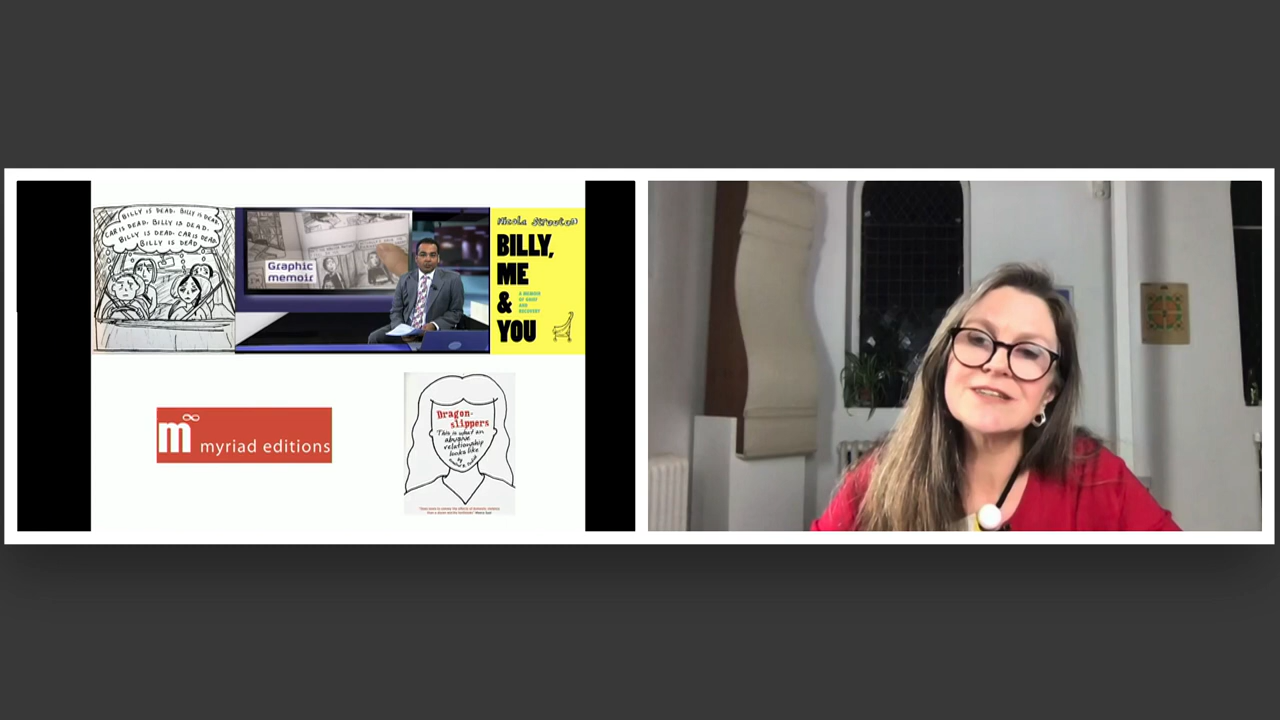 BILLY IS DEAD. BILLY IS DEAD.
CAR IS DEAD. BILLY IS DEAD.
BILLY IS DEAD. CAR IS DEAD.
BILLY IS DEAD
Graphic
memoir
Nicola Streeten
BILLY,
ME
&
YOU
A MEMOIR
OF GRIEF
AND
RECOVERY
m
myriad editions
Dragon-
slippers
This is what an
abusive
relationship
looks like
by